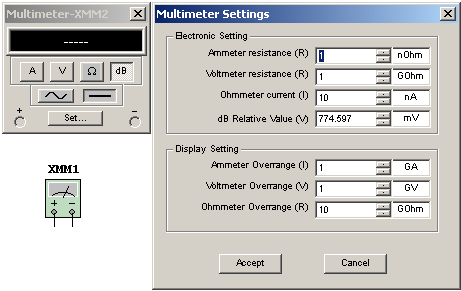 Multimeter-XMM2
-----
A V Ω dB
+ Set... −
XMM1
+ −
Multimeter Settings
Electronic Setting
Ammeter resistance (R) 1 nOhm
Voltmeter resistance (R) 1 GOhm
Ohmmeter current (I) 10 nA
dB Relative Value (V) 774.597 mV
Display Setting
Ammeter Overrange (I) 1 GA
Voltmeter Overrange (V) 1 GV
Ohmmeter Overrange (R) 10 GOhm
Accept Cancel